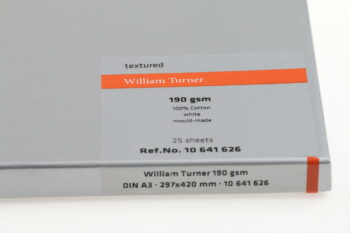 textured
William Turner
190 gsm
100% Cotton
white
mould-made
25 sheets
Ref.No. 10 641 626
William Turner 190 gsm
DIN A3 · 297x420 mm · 10 641 626